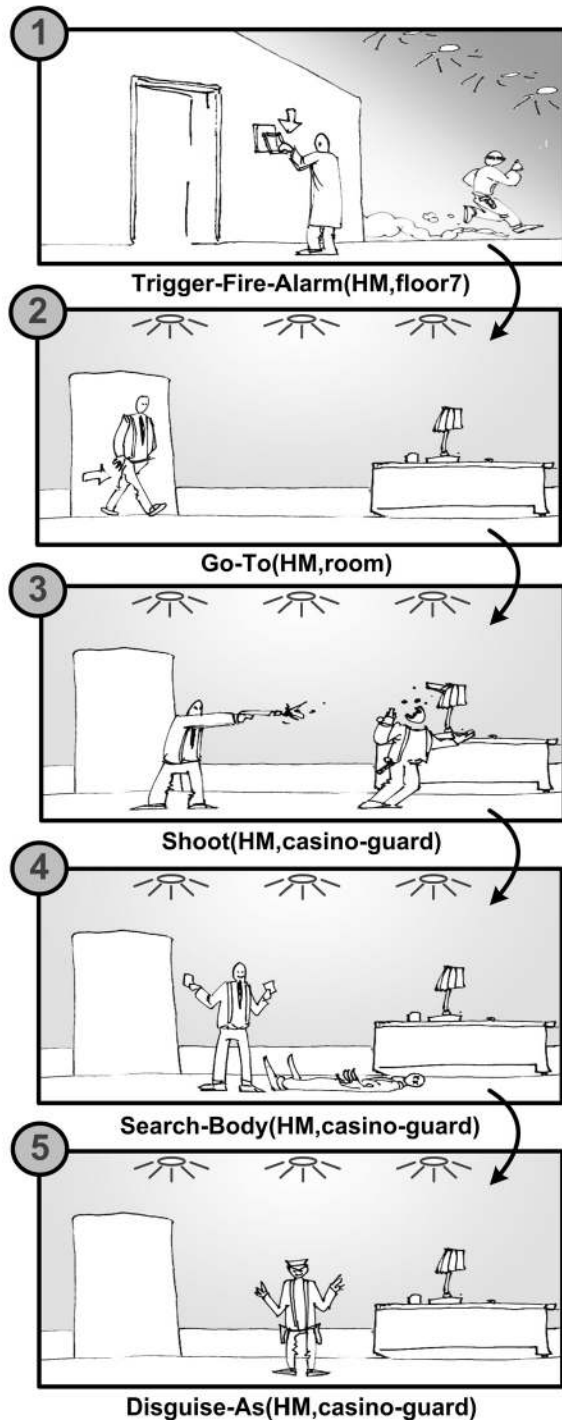 1
Trigger-Fire-Alarm(HM,floor7)
2
Go-To(HM,room)
3
Shoot(HM,casino-guard)
4
Search-Body(HM,casino-guard)
5
Disguise-As(HM,casino-guard)